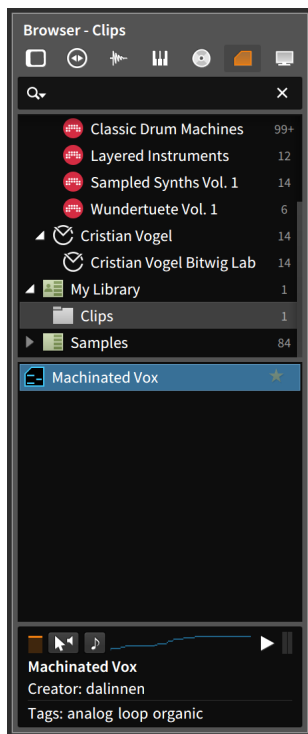 Browser - Clips
Classic Drum Machines 99+
Layered Instruments 12
Sampled Synths Vol. 1 14
Wundertuete Vol. 1 6
Cristian Vogel 14
Cristian Vogel Bitwig Lab 14
My Library 1
Clips 1
Samples 84
Machinated Vox
Machinated Vox
Creator: dalinnen
Tags: analog loop organic